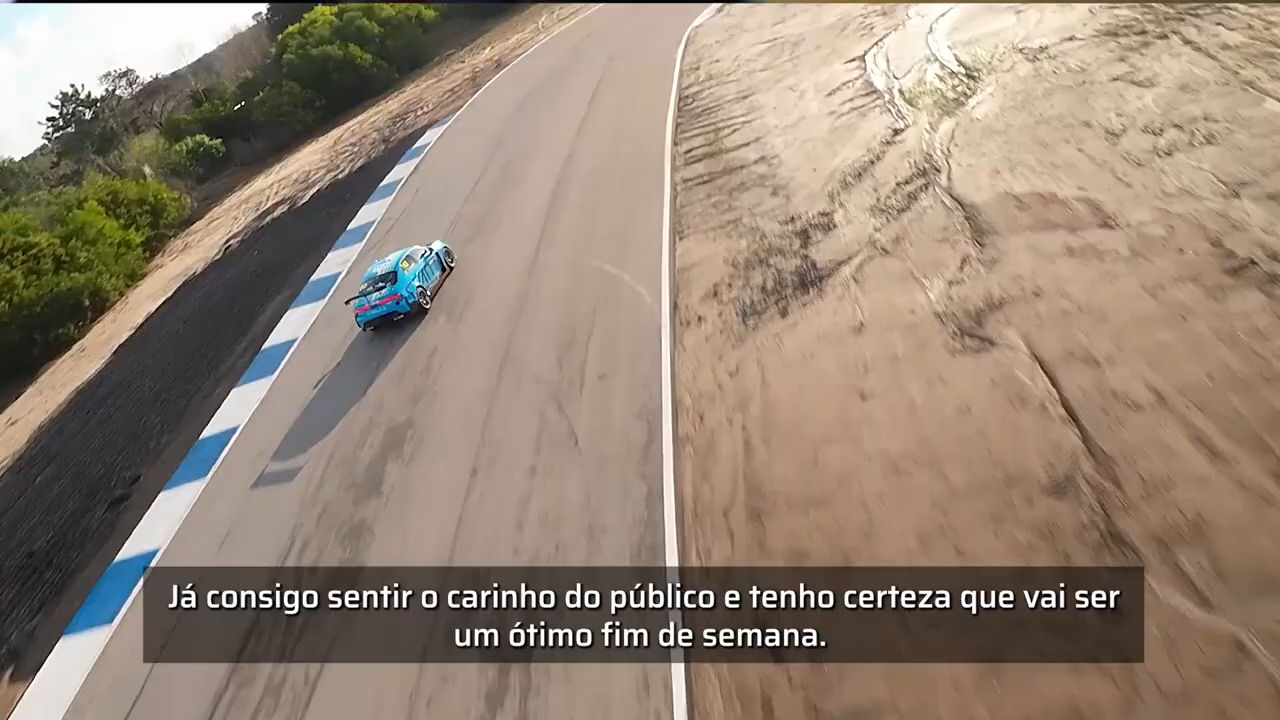 Já consigo sentir o carinho do público e tenho certeza que vai ser
um ótimo fim de semana.